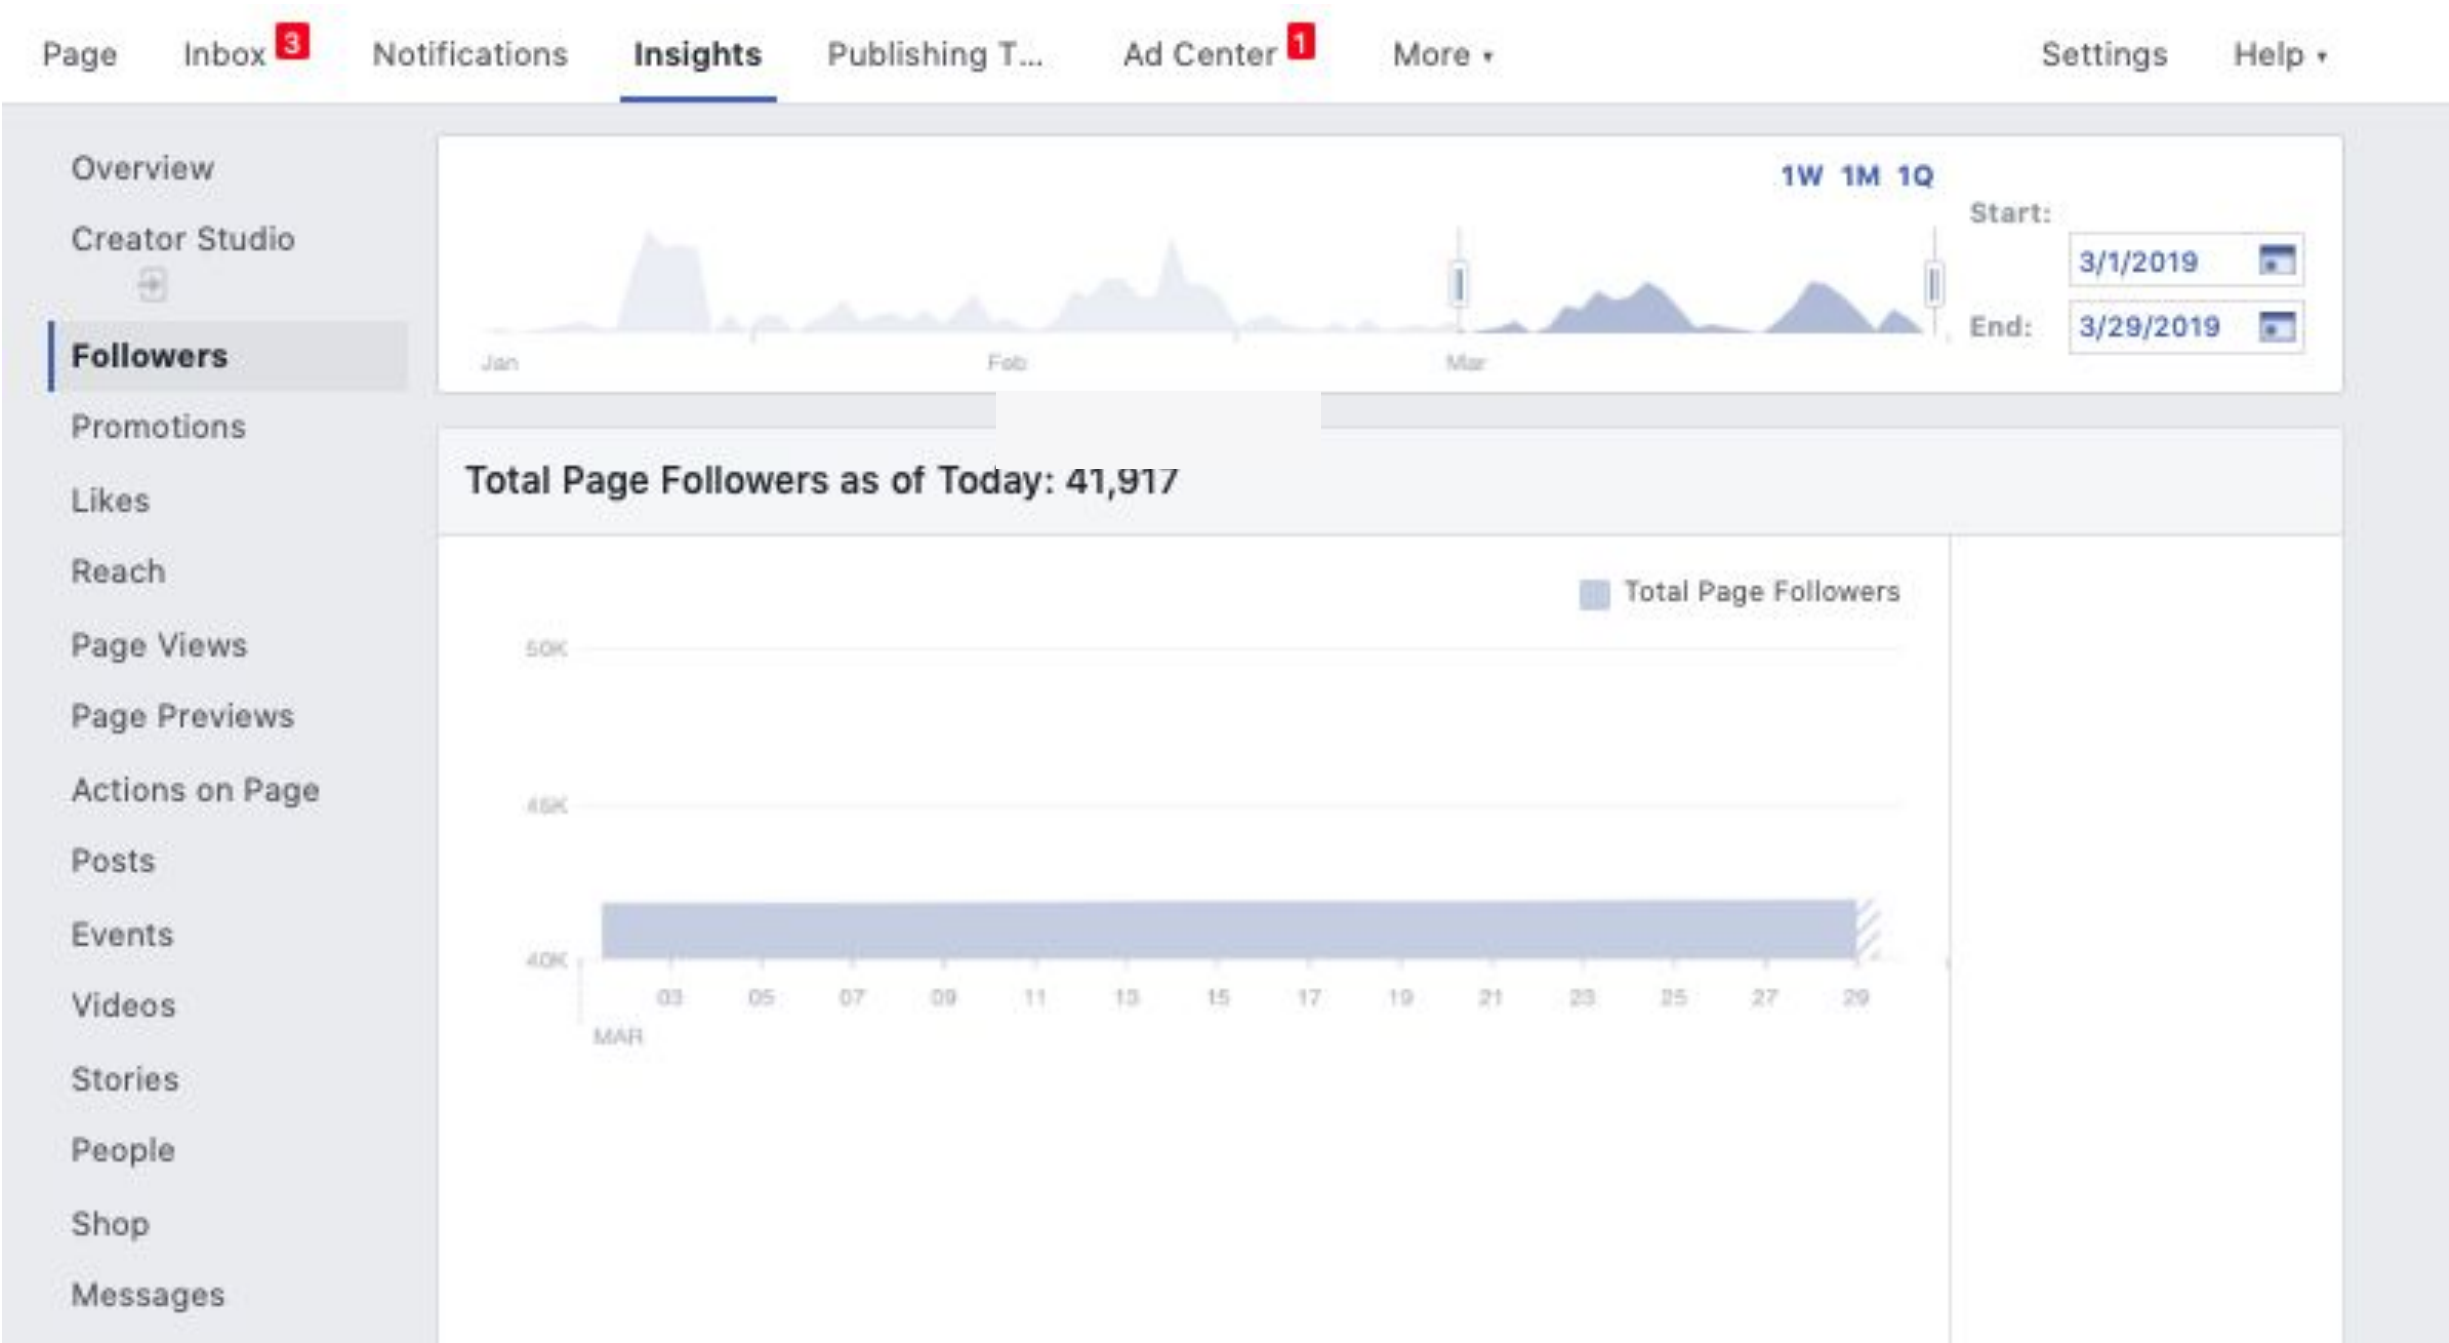 Page Inbox 3 Notifications Insights Publishing T... Ad Center 1 More Settings Help
Overview
Creator Studio
Followers
Promotions
Likes
Reach
Page Views
Page Previews
Actions on Page
Posts
Events
Videos
Stories
People
Shop
Messages
1W 1M 1Q
Start:
3/1/2019
End: 3/29/2019
Jan Feb Mar
Total Page Followers as of Today: 41,917
Total Page Followers
50K
45K
40K
03 05 07 09 11 13 15 17 19 21 23 25 27 29
MAR